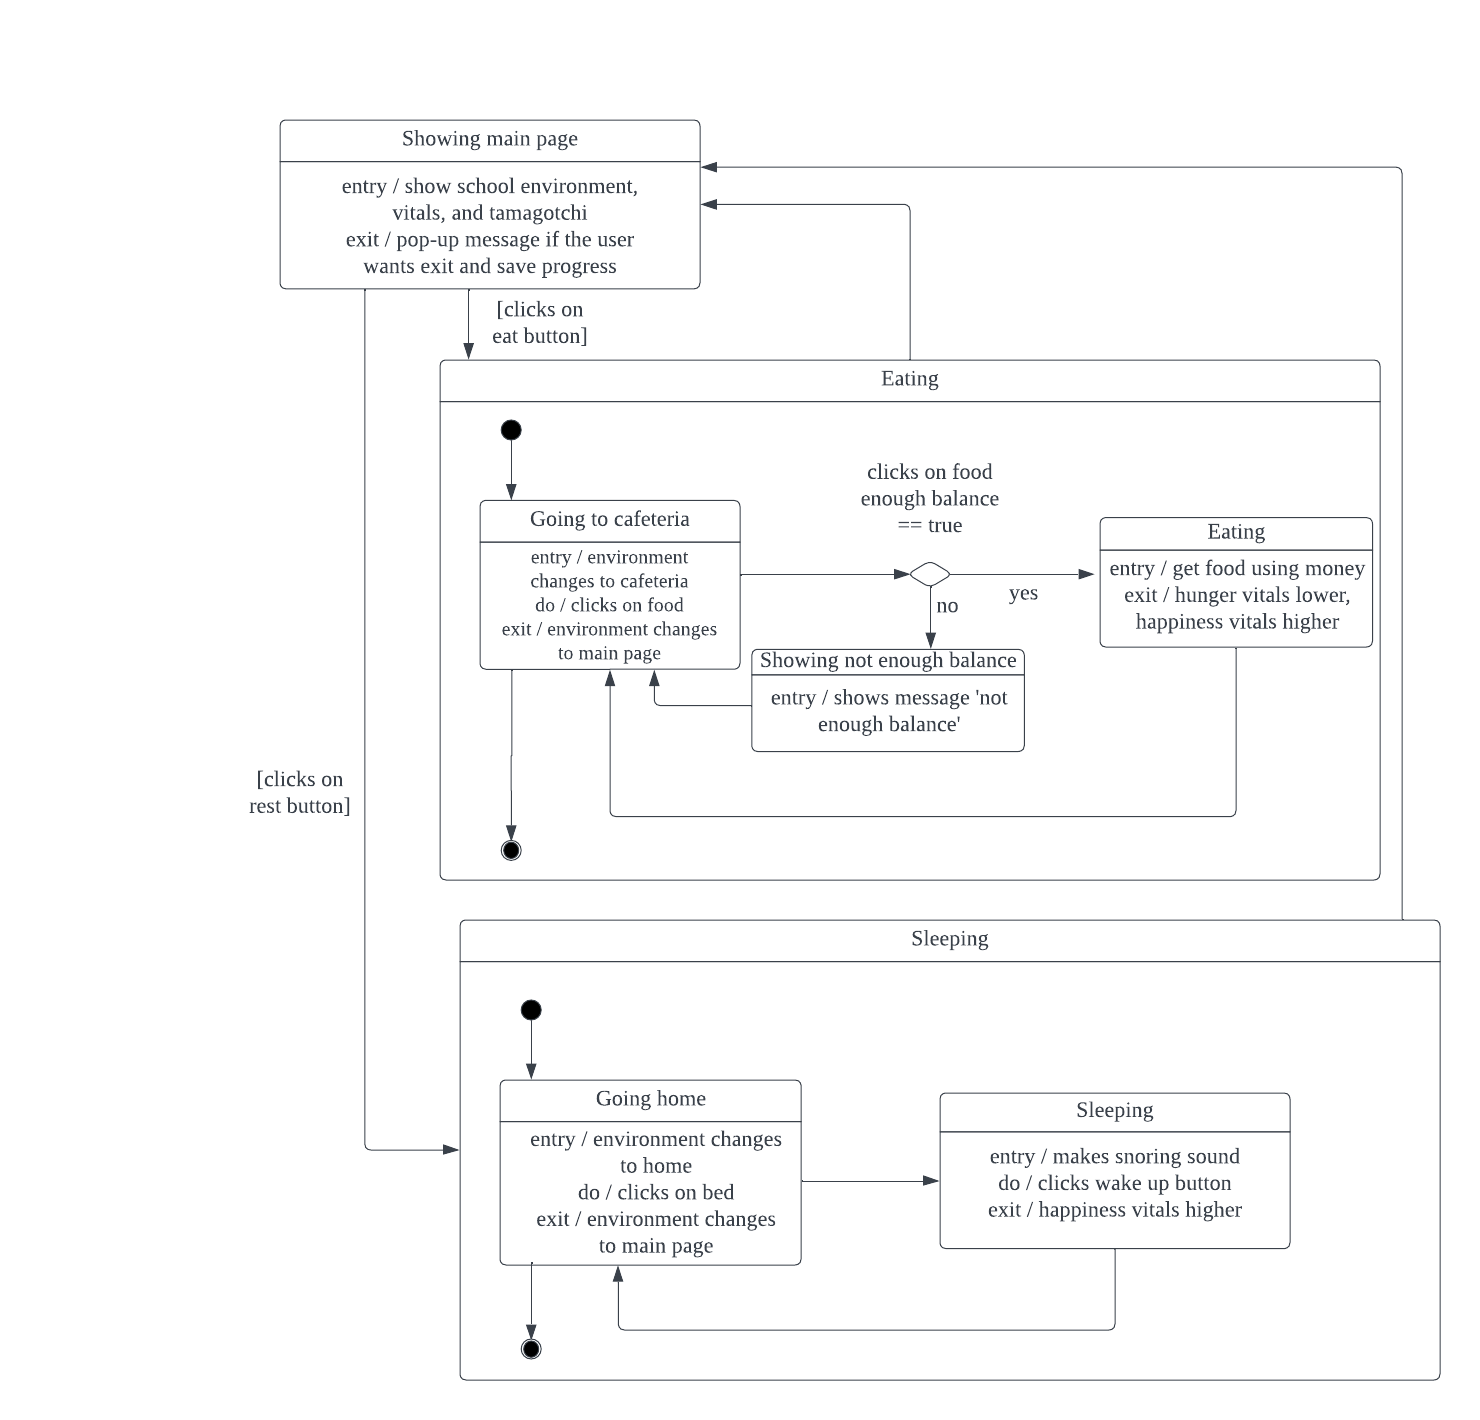 Showing main page
entry / show school environment,
vitals, and tamagotchi
exit / pop-up message if the user
wants exit and save progress
[clicks on
eat button]
Eating
clicks on food
enough balance
== true
Going to cafeteria
entry / environment
changes to cafeteria
do / clicks on food
exit / environment changes
to main page
yes
no
Eating
entry / get food using money
exit / hunger vitals lower,
happiness vitals higher
Showing not enough balance
entry / shows message 'not
enough balance'
[clicks on
rest button]
Sleeping
Going home
entry / environment changes
to home
do / clicks on bed
exit / environment changes
to main page
Sleeping
entry / makes snoring sound
do / clicks wake up button
exit / happiness vitals higher